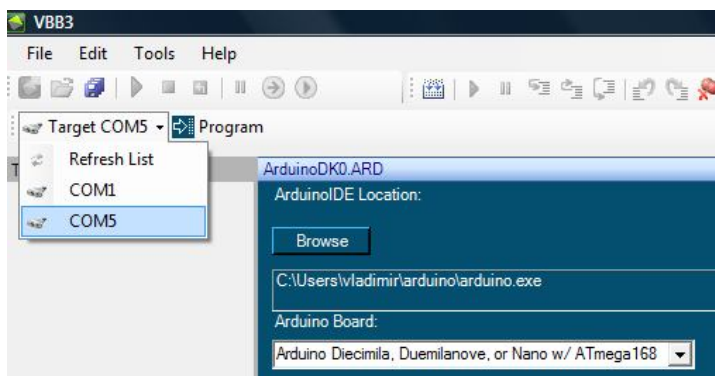 VBB3
File Edit Tools Help
Target COM5 Program
Refresh List
COM1
COM5
T
ArduinoDK0.ARD
ArduinoIDE Location:
Browse
C:\Users\vladimir\arduino\arduino.exe
Arduino Board:
Arduino Diecimila, Duemilanove, or Nano w/ ATmega168